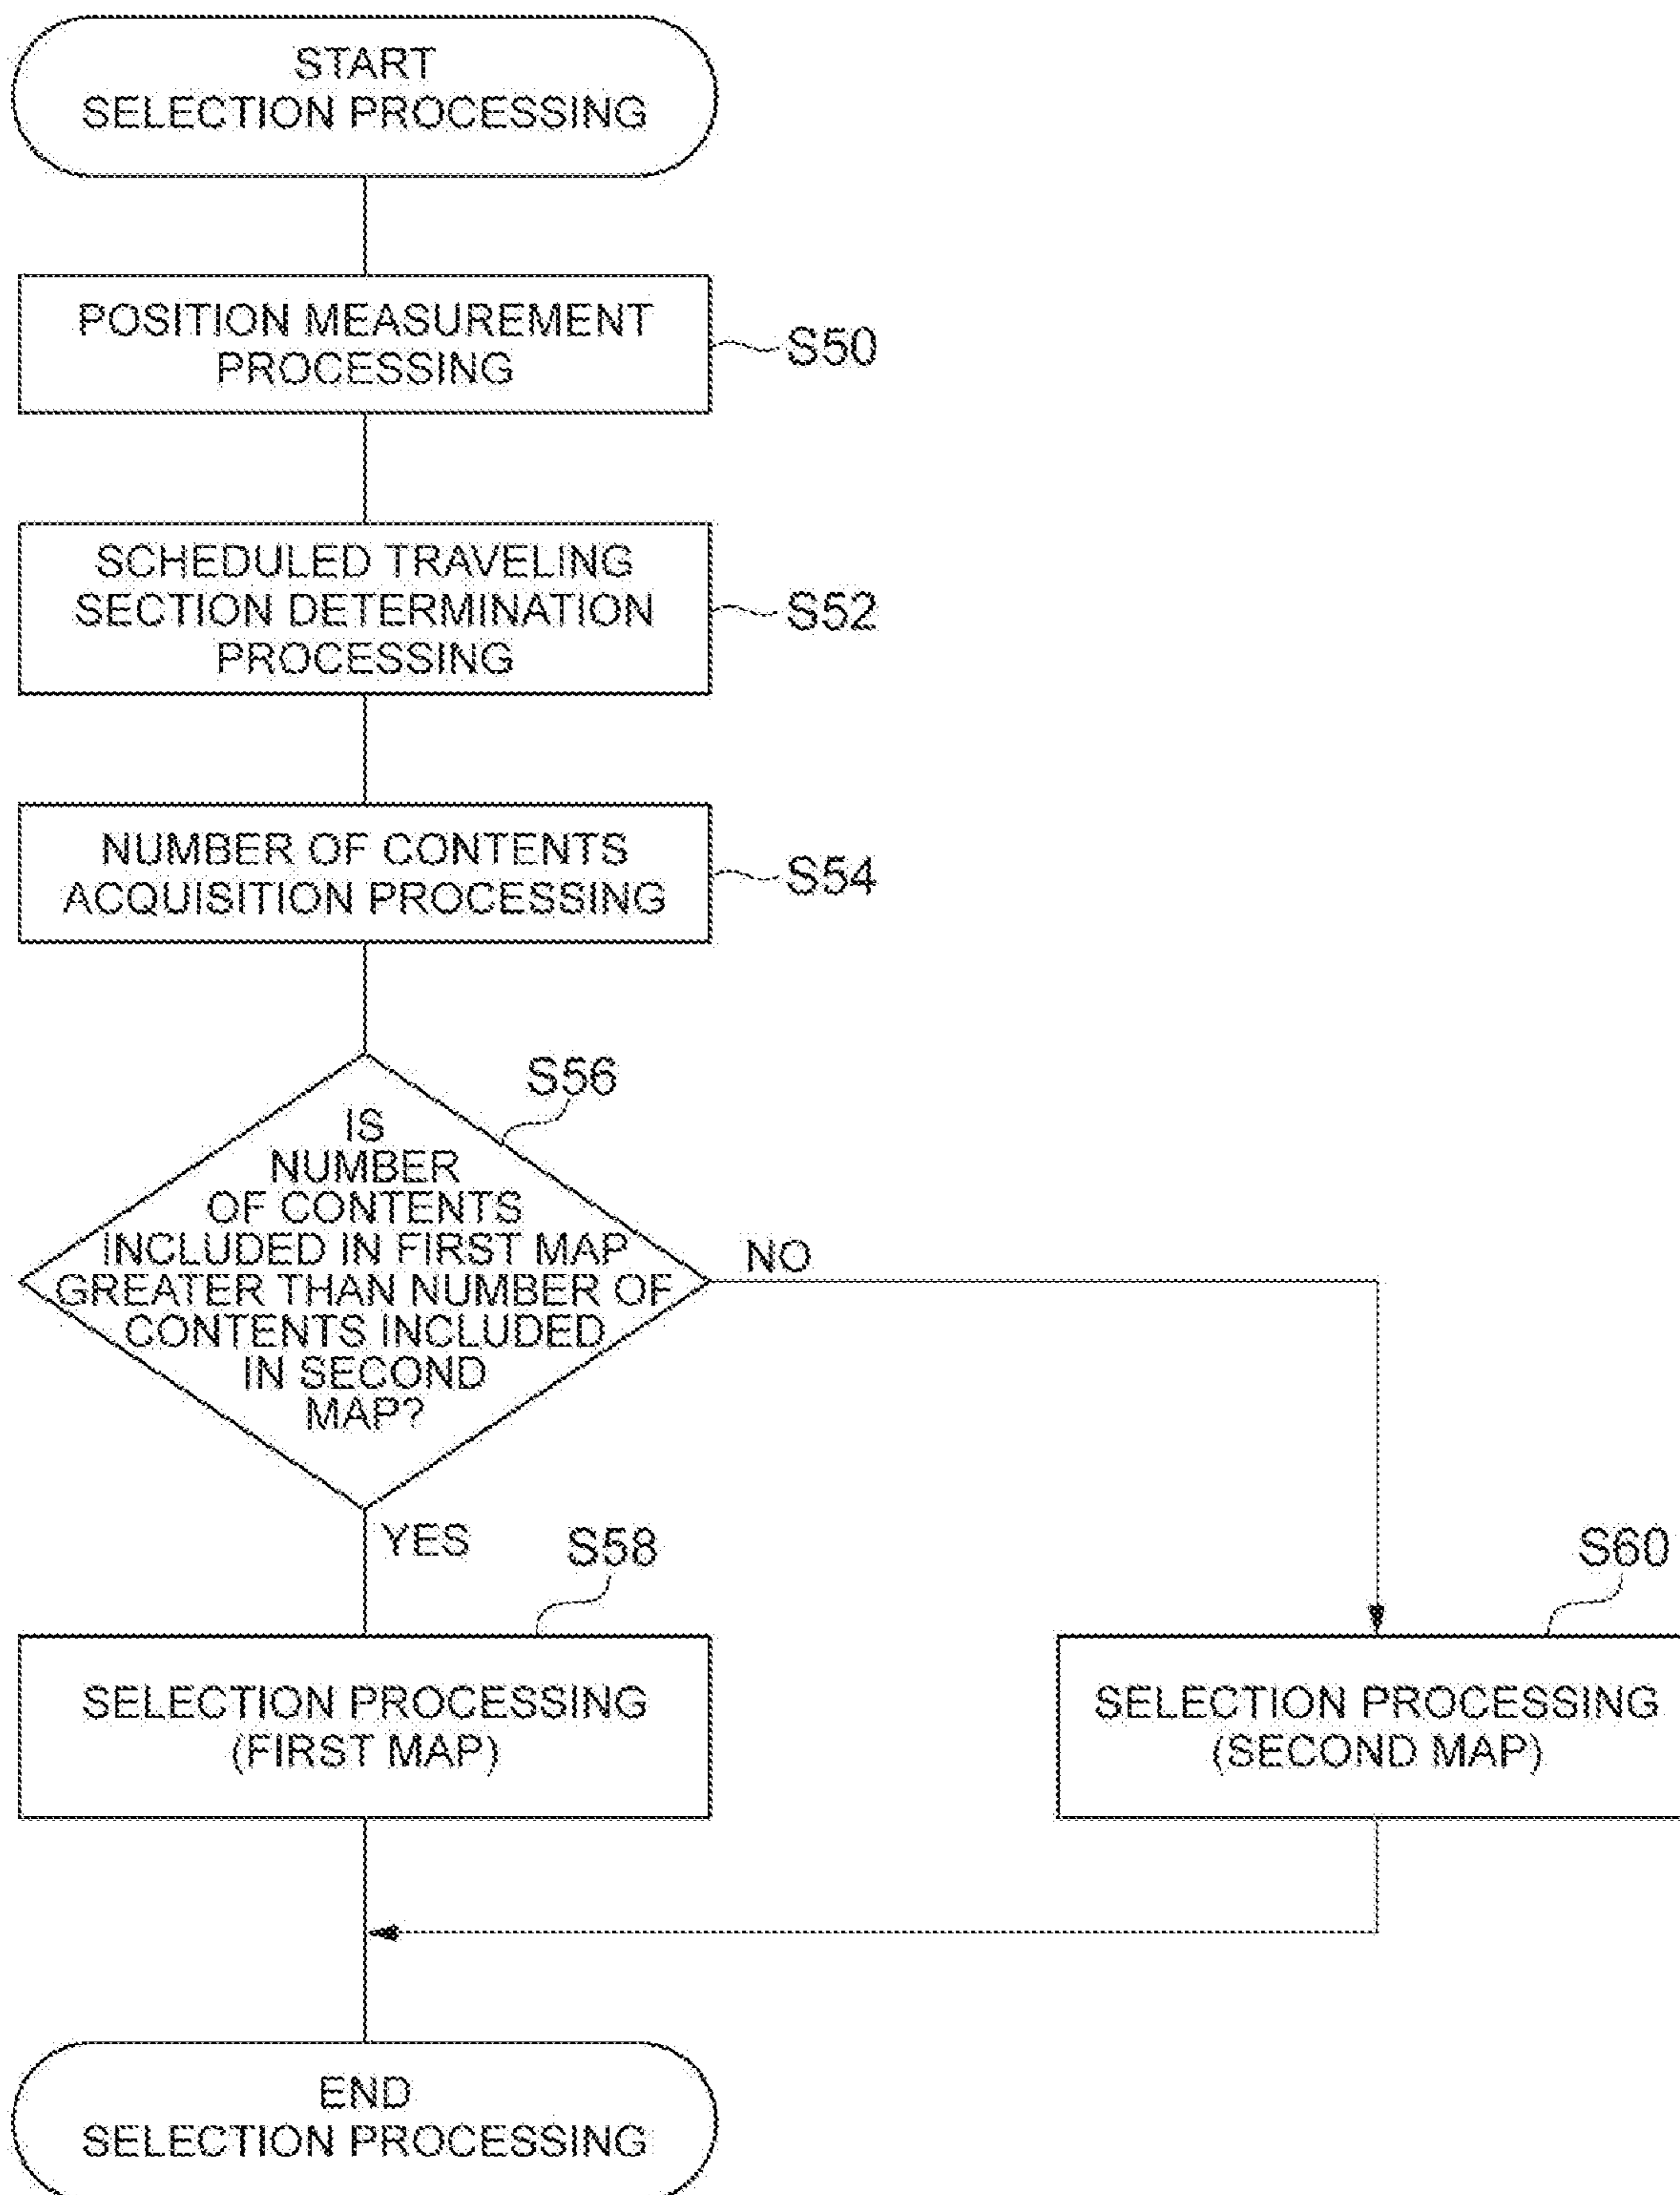 START
SELECTION PROCESSING
POSITION MEASUREMENT
PROCESSING
S50
SCHEDULED TRAVELING
SECTION DETERMINATION
PROCESSING
S52
NUMBER OF CONTENTS
ACQUISITION PROCESSING
S54
S56
IS
NUMBER
OF CONTENTS
INCLUDED IN FIRST MAP
GREATER THAN NUMBER OF
CONTENTS INCLUDED
IN SECOND
MAP?
NO
YES
S58
SELECTION PROCESSING
(FIRST MAP)
S60
SELECTION PROCESSING
(SECOND MAP)
END
SELECTION PROCESSING